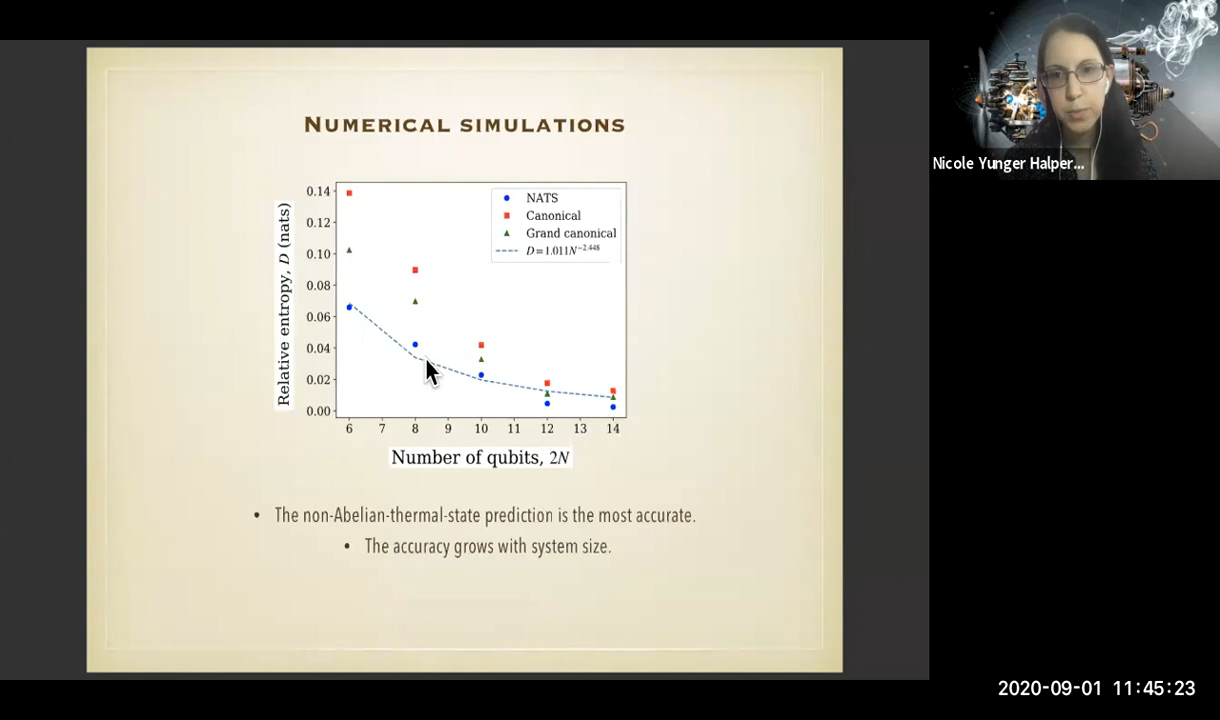 NUMERICAL SIMULATIONS
Relative entropy, D (nats)
0.14
0.12
0.10
0.08
0.06
0.04
0.02
0.00
NATS
Canonical
Grand canonical
D = 1.011N^−2.448
6 7 8 9 10 11 12 13 14
Number of qubits, 2N
• The non-Abelian-thermal-state prediction is the most accurate.
• The accuracy grows with system size.
Nicole Yunger Halper...
2020-09-01 11:45:23